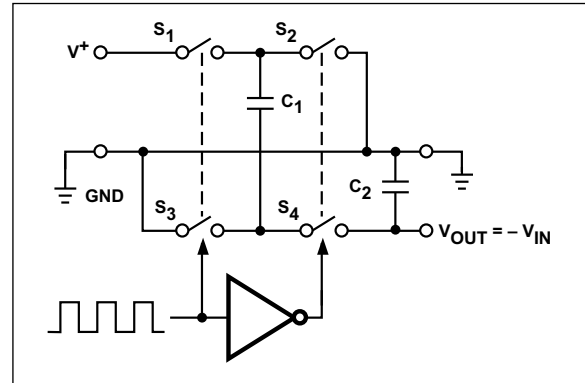 S1 S2
V+
C1
GND
C2
S3 S4
VOUT = – VIN